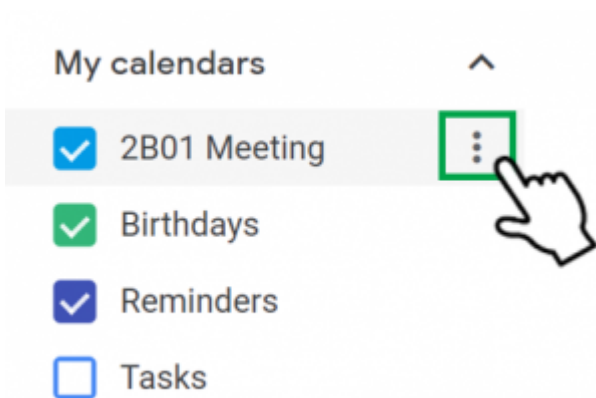 My calendars
2B01 Meeting
Birthdays
Reminders
Tasks